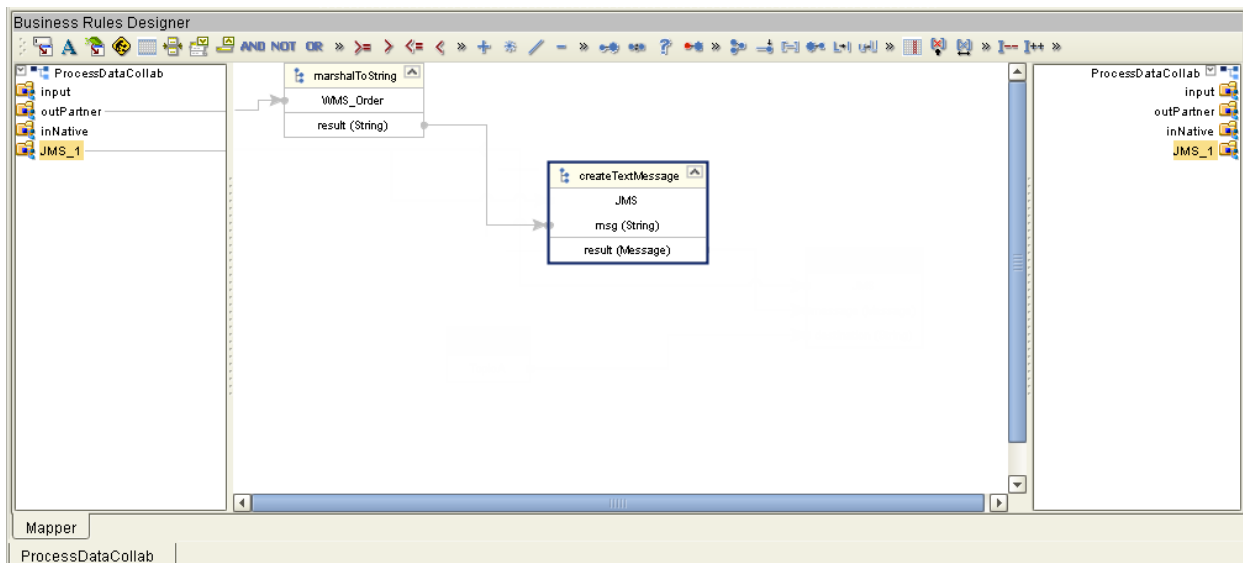 Business Rules Designer
AND NOT OR » >= > <= < » + * / - » ? » » I-- I++ »
ProcessDataCollab
input
outPartner
inNative
JMS_1
marshalToString
WMS_Order
result (String)
createTextMessage
JMS
msg (String)
result (Message)
ProcessDataCollab
input
outPartner
inNative
JMS_1
Mapper
ProcessDataCollab